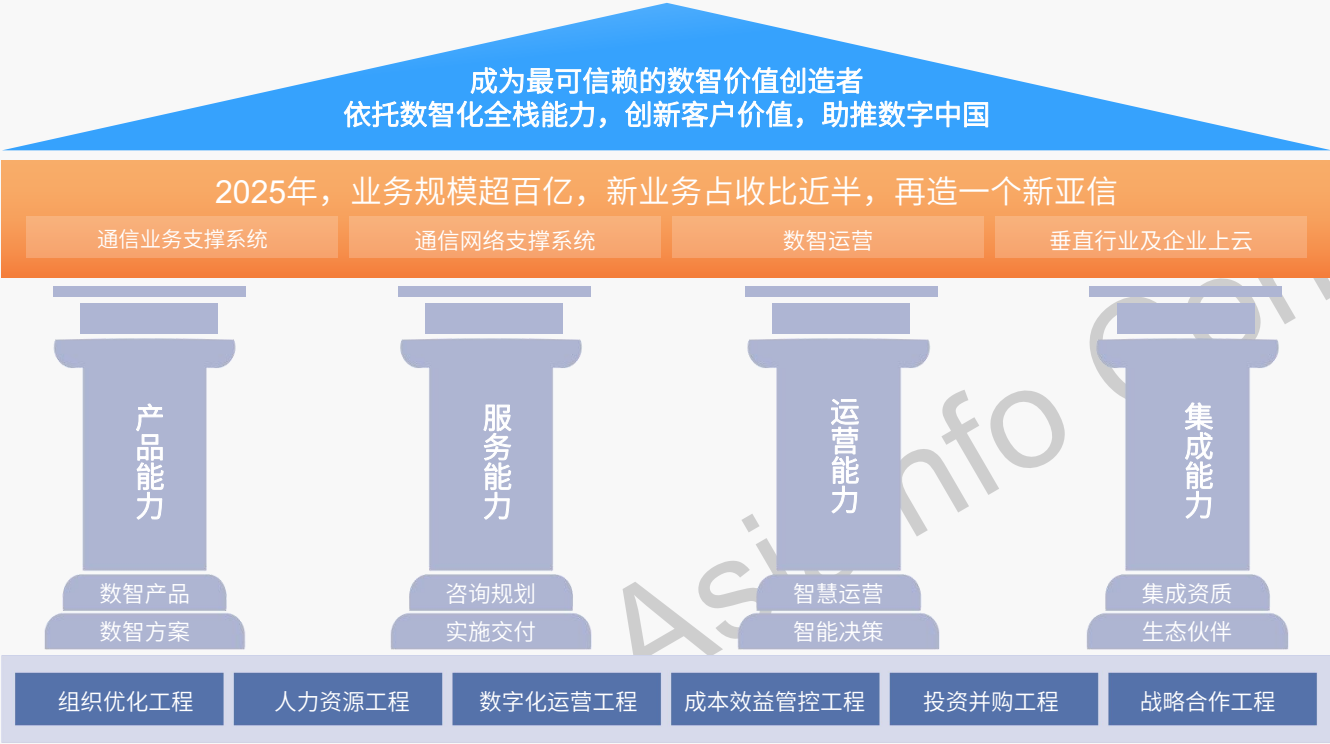 成为最可信赖的数智价值创造者
依托数智化全栈能力，创新客户价值，助推数字中国
2025年，业务规模超百亿，新业务占收比近半，再造一个新亚信
通信业务支撑系统
通信网络支撑系统
数智运营
垂直行业及企业上云
产品能力
服务能力
运营能力
集成能力
数智产品
咨询规划
智慧运营
集成资质
数智方案
实施交付
智能决策
生态伙伴
组织优化工程
人力资源工程
数字化运营工程
成本效益管控工程
投资并购工程
战略合作工程